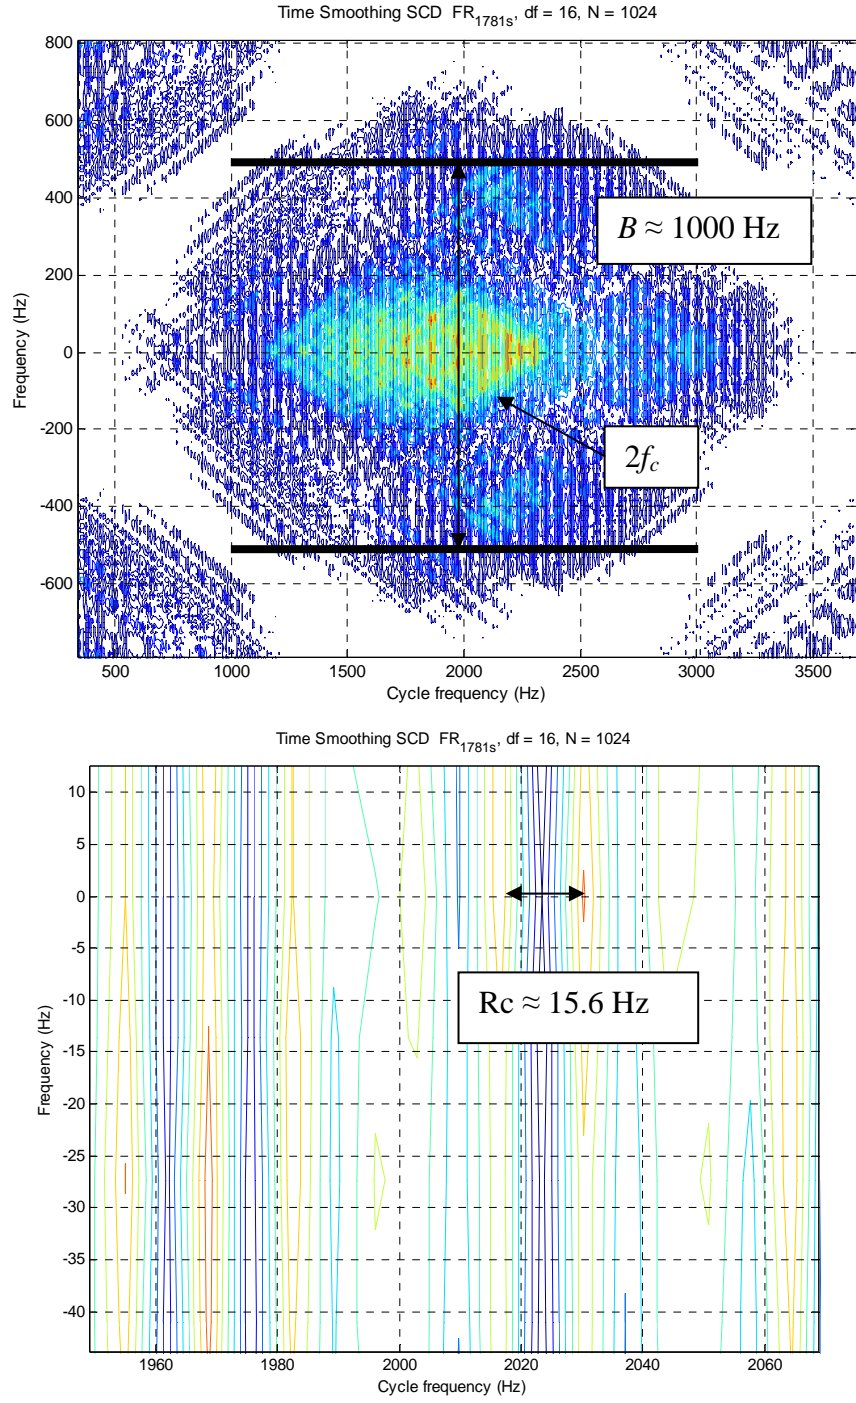 Time Smoothing SCD FR1781s, df = 16, N = 1024
800
600
400
200
0
-200
-400
-600
Frequency (Hz)
B ≈ 1000 Hz
2fc
500 1000 1500 2000 2500 3000 3500
Cycle frequency (Hz)
Time Smoothing SCD FR1781s, df = 16, N = 1024
10
5
0
-5
-10
-15
-20
-25
-30
-35
-40
Frequency (Hz)
Rc ≈ 15.6 Hz
1960 1980 2000 2020 2040 2060
Cycle frequency (Hz)